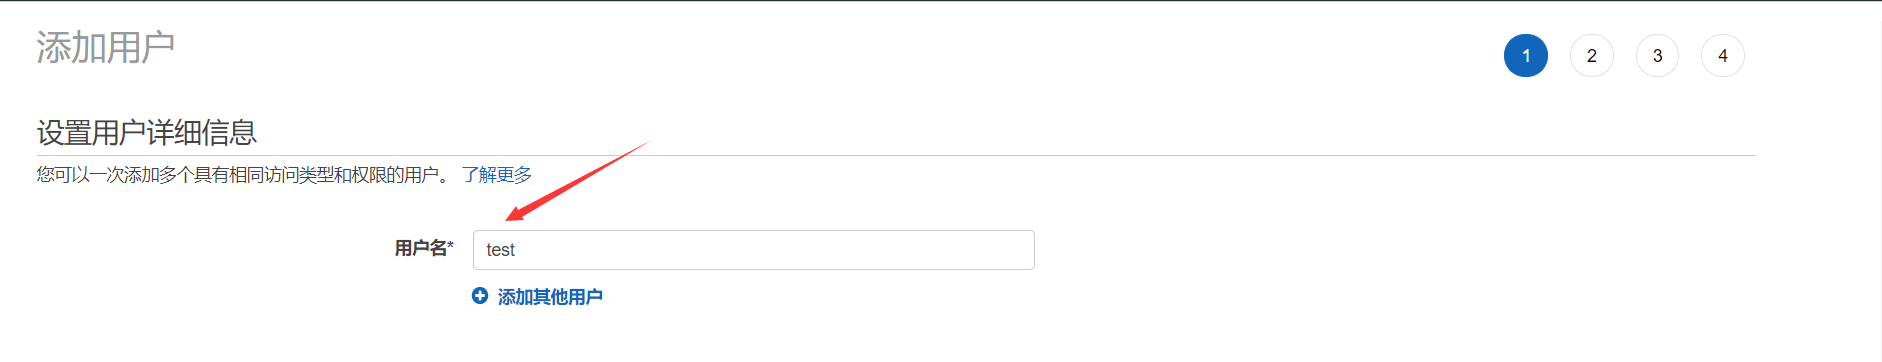 添加用户
1 2 3 4
设置用户详细信息
您可以一次添加多个具有相同访问类型和权限的用户。 了解更多
用户名* test
添加其他用户